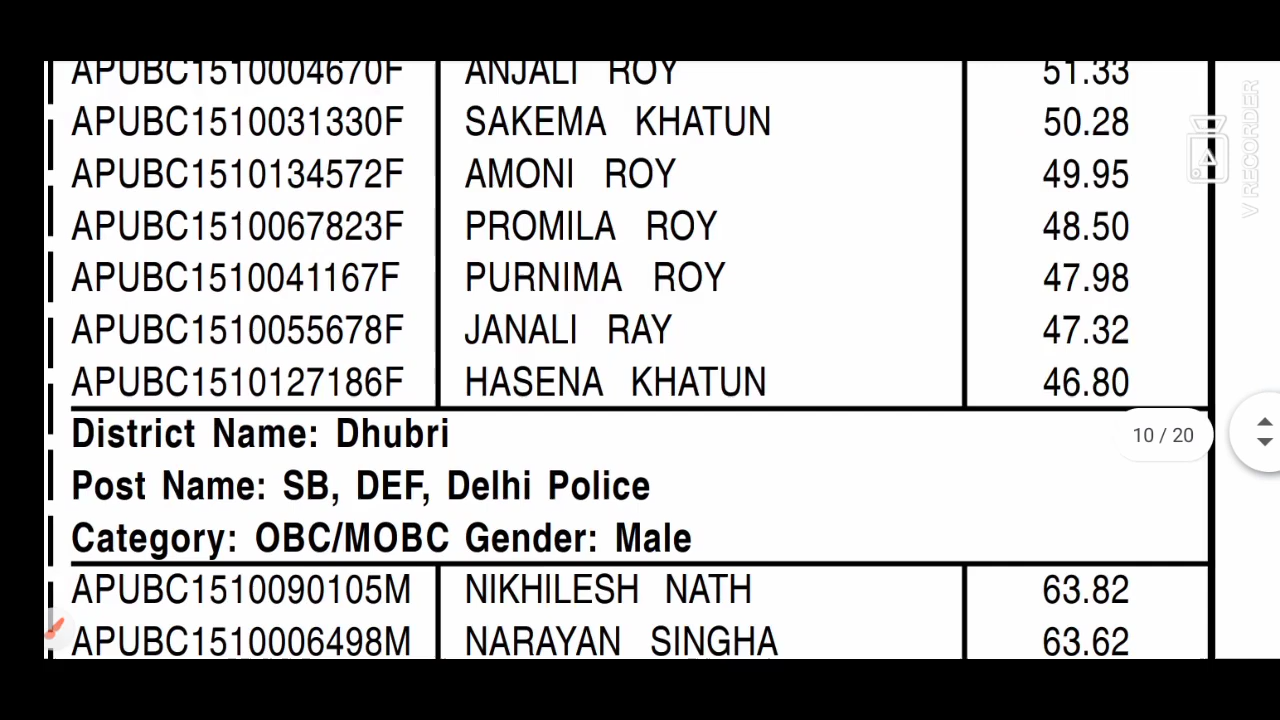 APUBC1510004670F ANJALI ROY 51.33
APUBC1510031330F SAKEMA KHATUN 50.28
APUBC1510134572F AMONI ROY 49.95
APUBC1510067823F PROMILA ROY 48.50
APUBC1510041167F PURNIMA ROY 47.98
APUBC1510055678F JANALI RAY 47.32
APUBC1510127186F HASENA KHATUN 46.80
District Name: Dhubri
10 / 20
Post Name: SB, DEF, Delhi Police
Category: OBC/MOBC Gender: Male
APUBC1510090105M NIKHILESH NATH 63.82
APUBC1510006498M NARAYAN SINGHA 63.62
V RECORDER